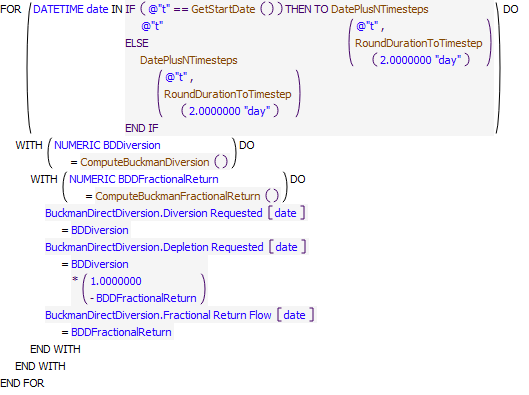 FOR ( DATETIME date IN IF ( @"t" == GetStartDate ( ) ) THEN TO DatePlusNTimesteps ) DO
@"t" ( @"t" ,
ELSE RoundDurationToTimestep
DatePlusNTimesteps ( 2.0000000 "day" ) )
( @"t" ,
RoundDurationToTimestep
( 2.0000000 "day" ) )
END IF
WITH ( NUMERIC BDDiversion ) DO
= ComputeBuckmanDiversion ( )
WITH ( NUMERIC BDDFractionalReturn ) DO
= ComputeBuckmanFractionalReturn ( )
BuckmanDirectDiversion.Diversion Requested [ date ]
= BDDiversion
BuckmanDirectDiversion.Depletion Requested [ date ]
= BDDiversion
* ( 1.0000000
- BDDFractionalReturn )
BuckmanDirectDiversion.Fractional Return Flow [ date ]
= BDDFractionalReturn
END WITH
END WITH
END FOR